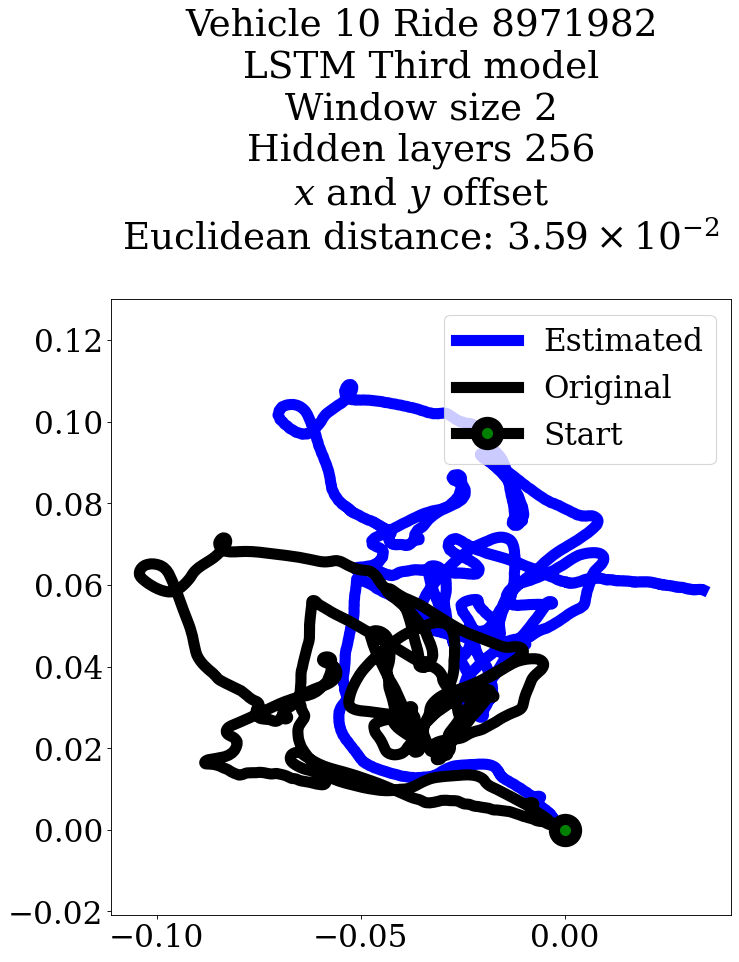 Vehicle 10 Ride 8971982
LSTM Third model
Window size 2
Hidden layers 256
x and y offset
Euclidean distance: 3.59 × 10⁻²
Estimated
Original
Start
0.12
0.10
0.08
0.06
0.04
0.02
0.00
−0.02
−0.10 −0.05 0.00